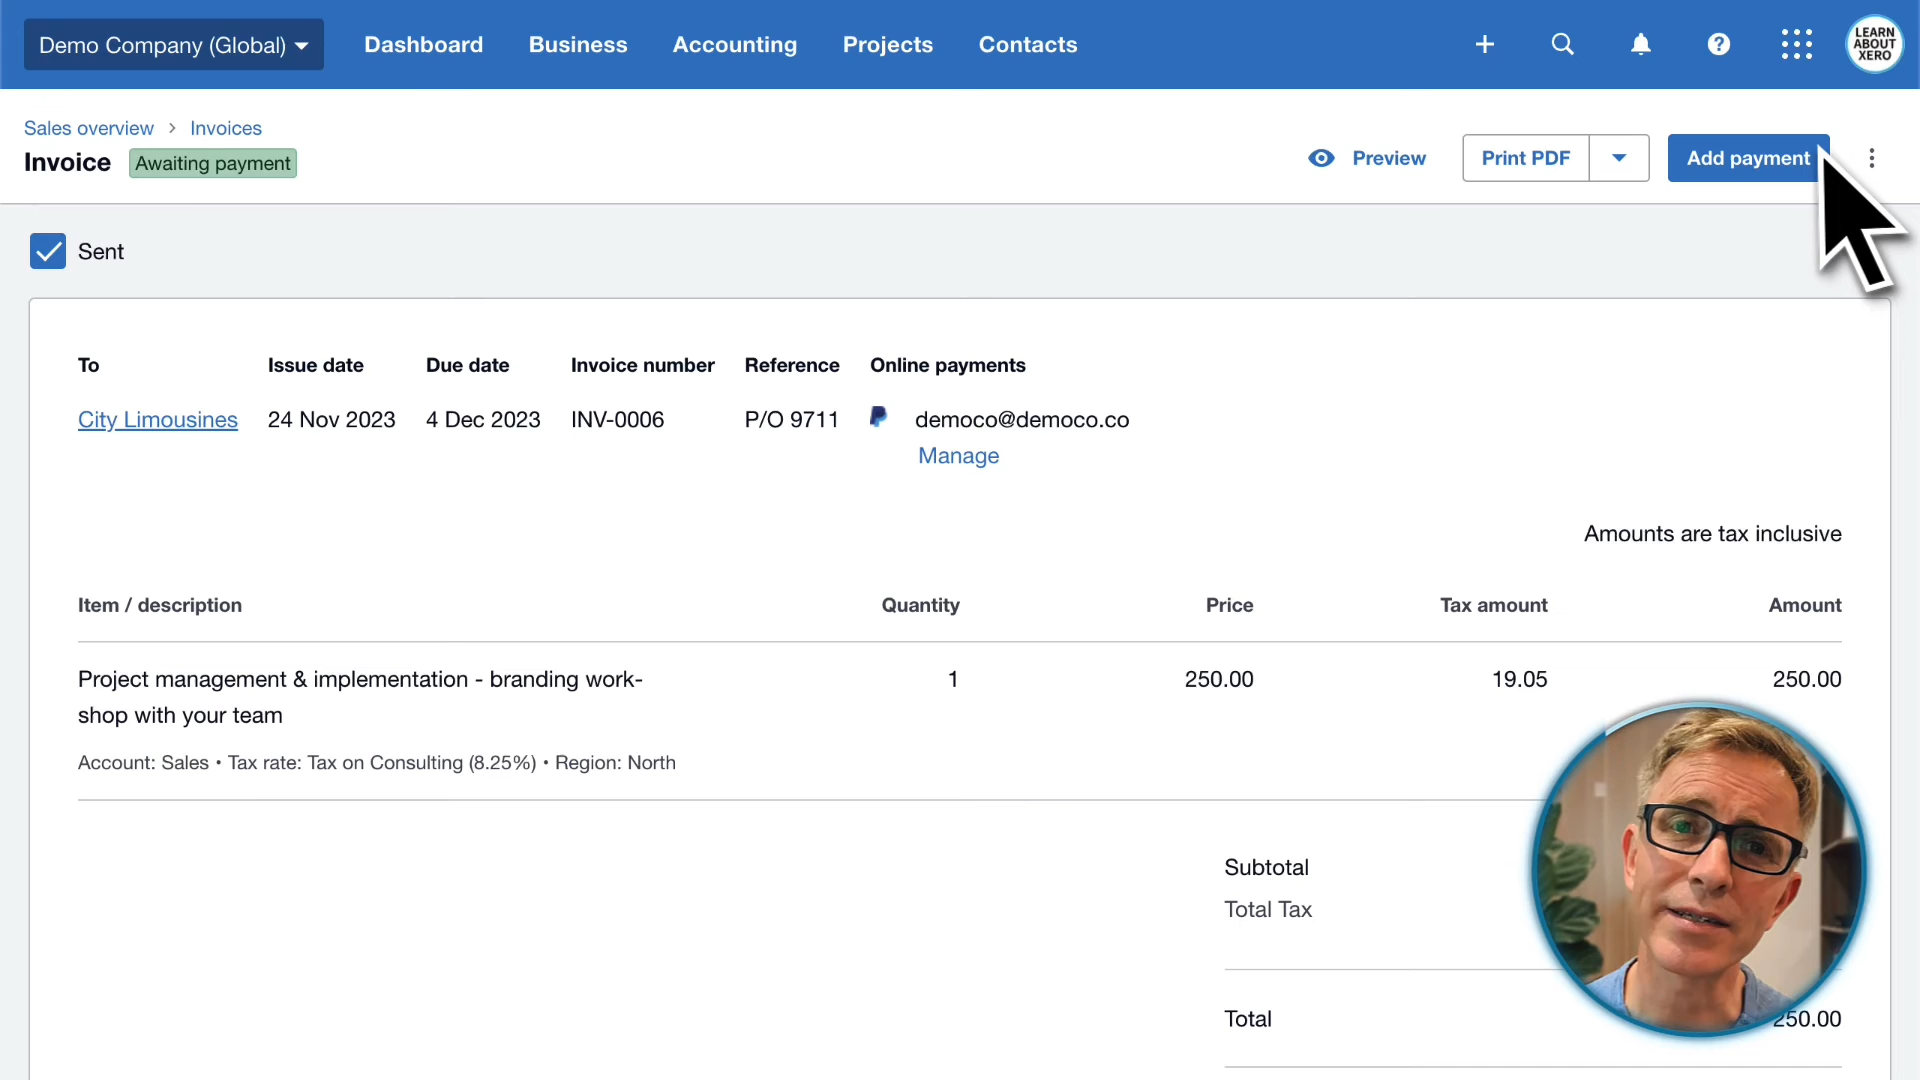 Demo Company (Global)
Dashboard
Business
Accounting
Projects
Contacts
LEARN
ABOUT
XERO
Sales overview > Invoices
Invoice
Awaiting payment
Preview
Print PDF
Add payment
Sent
To
Issue date
Due date
Invoice number
Reference
Online payments
City Limousines
24 Nov 2023
4 Dec 2023
INV-0006
P/O 9711
democo@democo.co
Manage
Amounts are tax inclusive
Item / description
Quantity
Price
Tax amount
Amount
Project management & implementation - branding work-
shop with your team
1
250.00
19.05
250.00
Account: Sales • Tax rate: Tax on Consulting (8.25%) • Region: North
Subtotal
Total Tax
Total
250.00